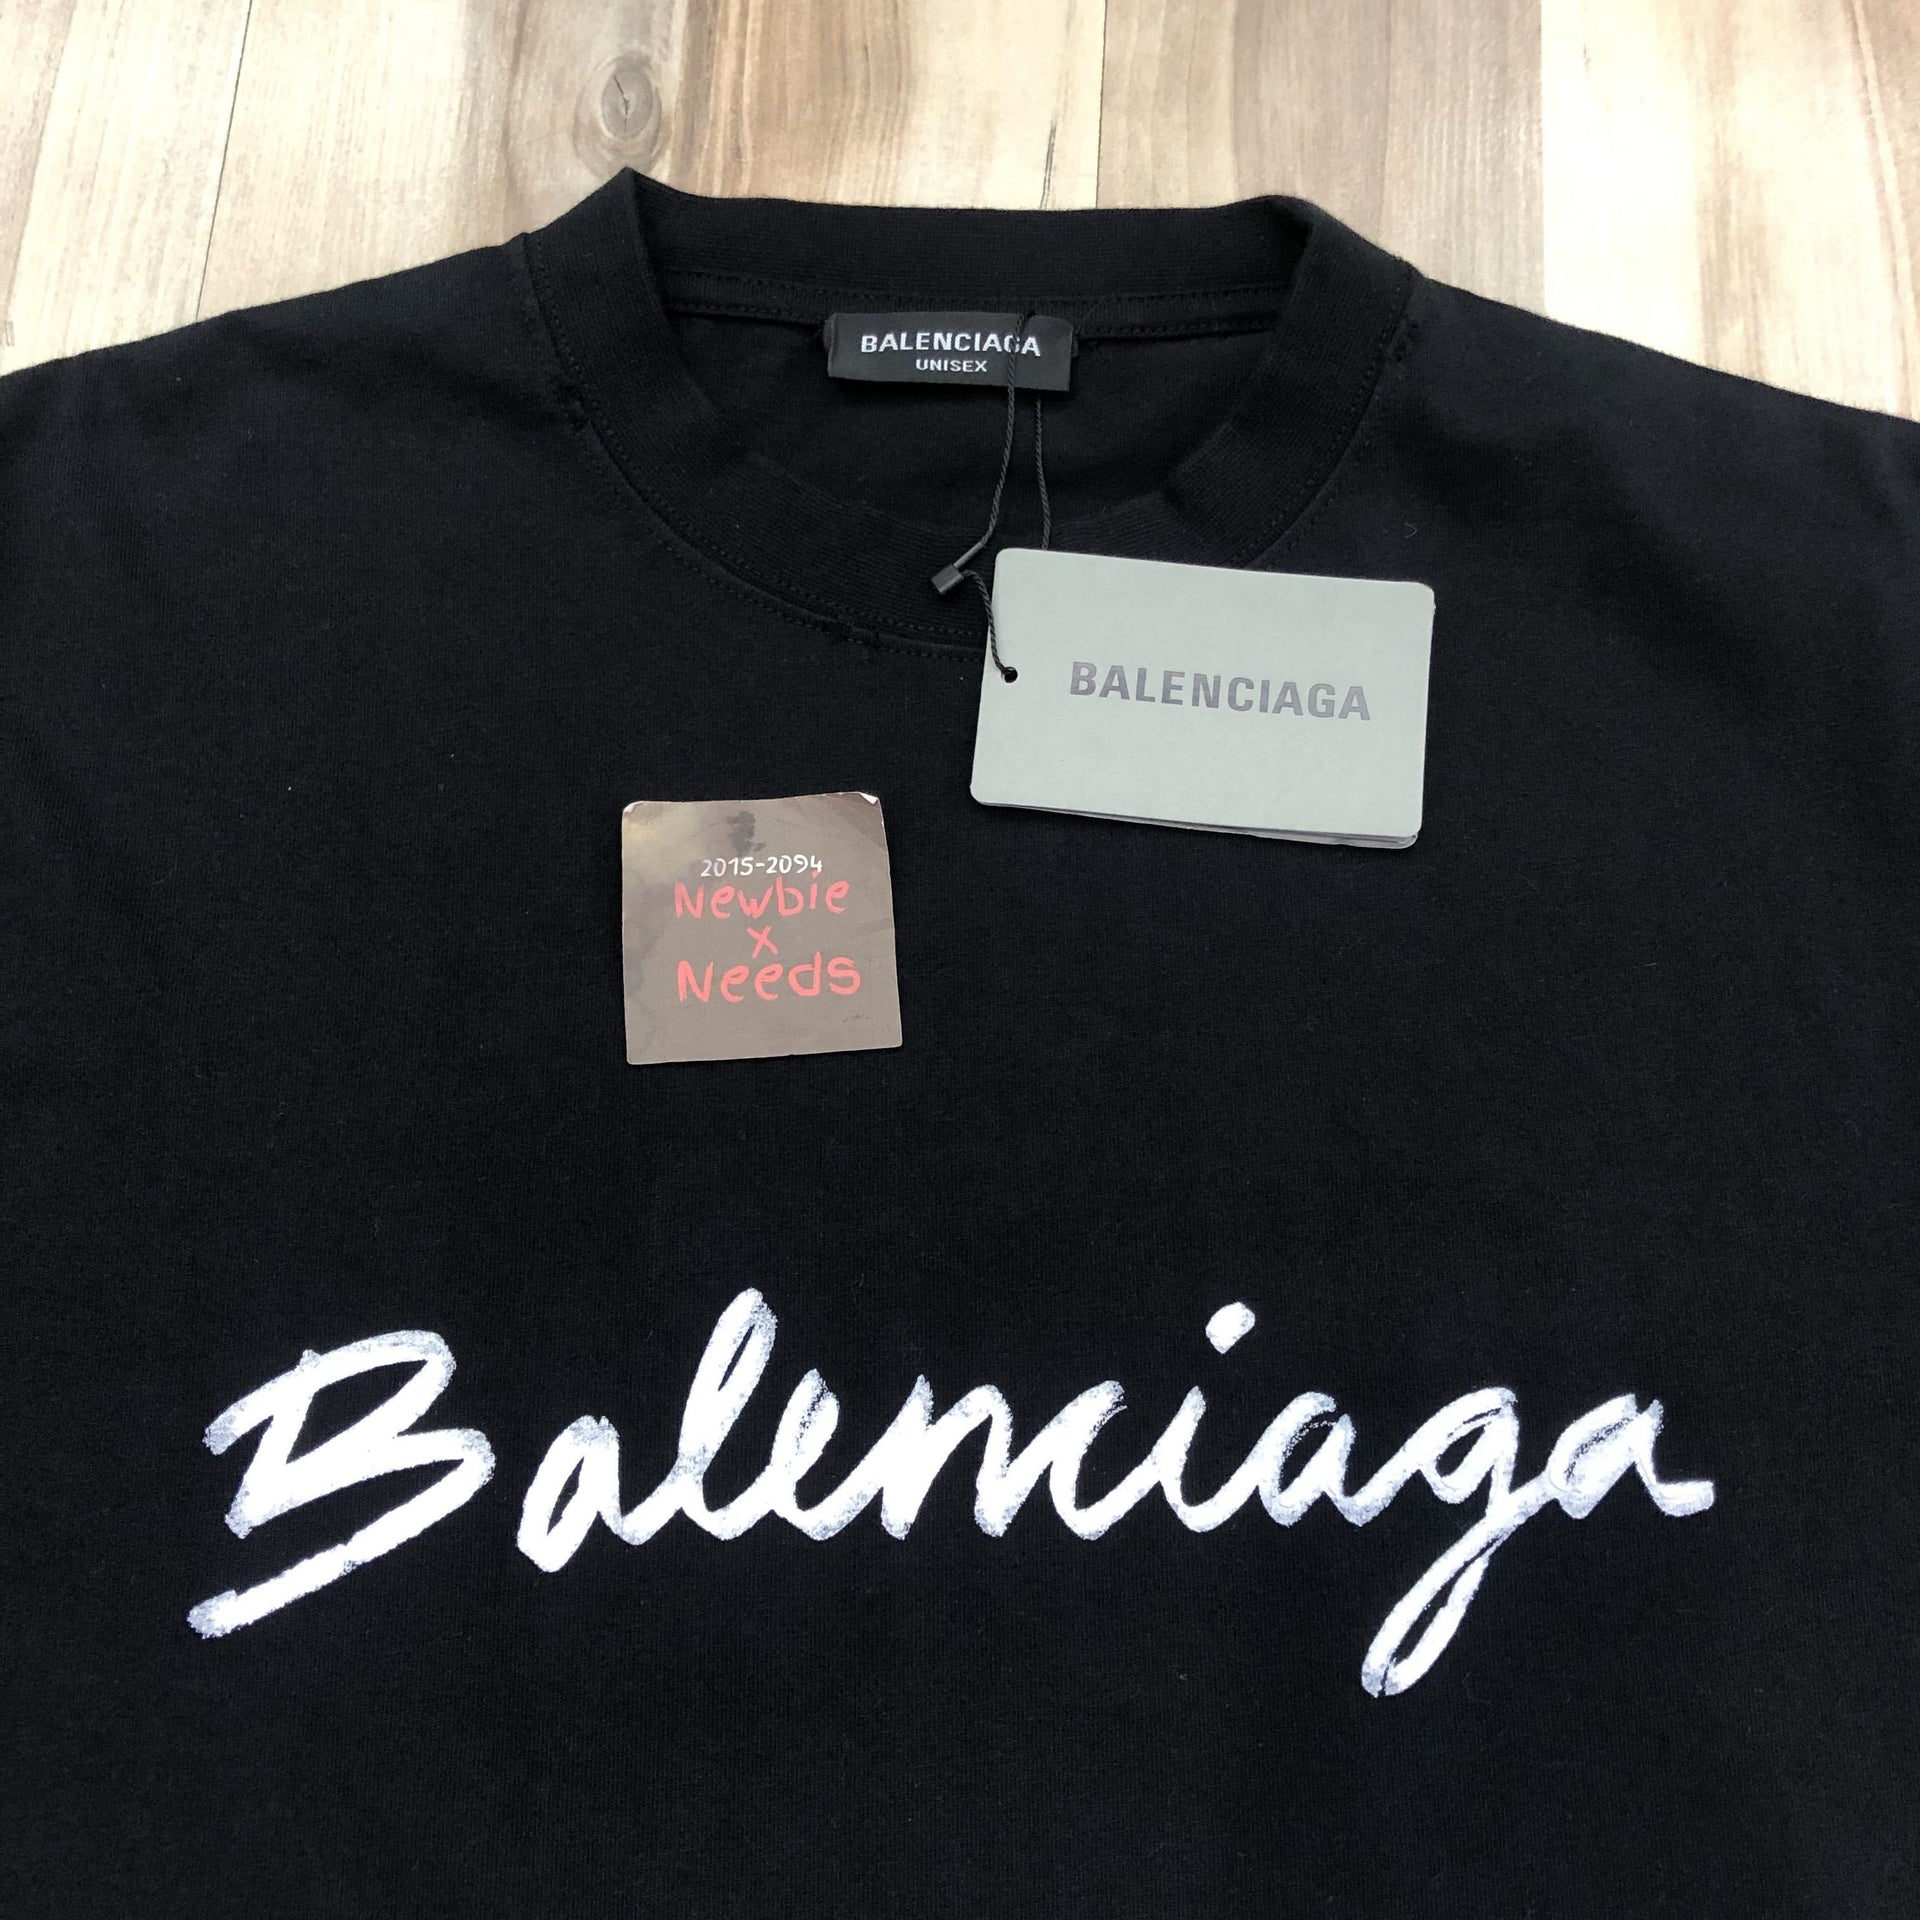 BALENCIAGA
UNISEX
BALENCIAGA
2015-2094
Newbie
x
Needs
Balenciaga